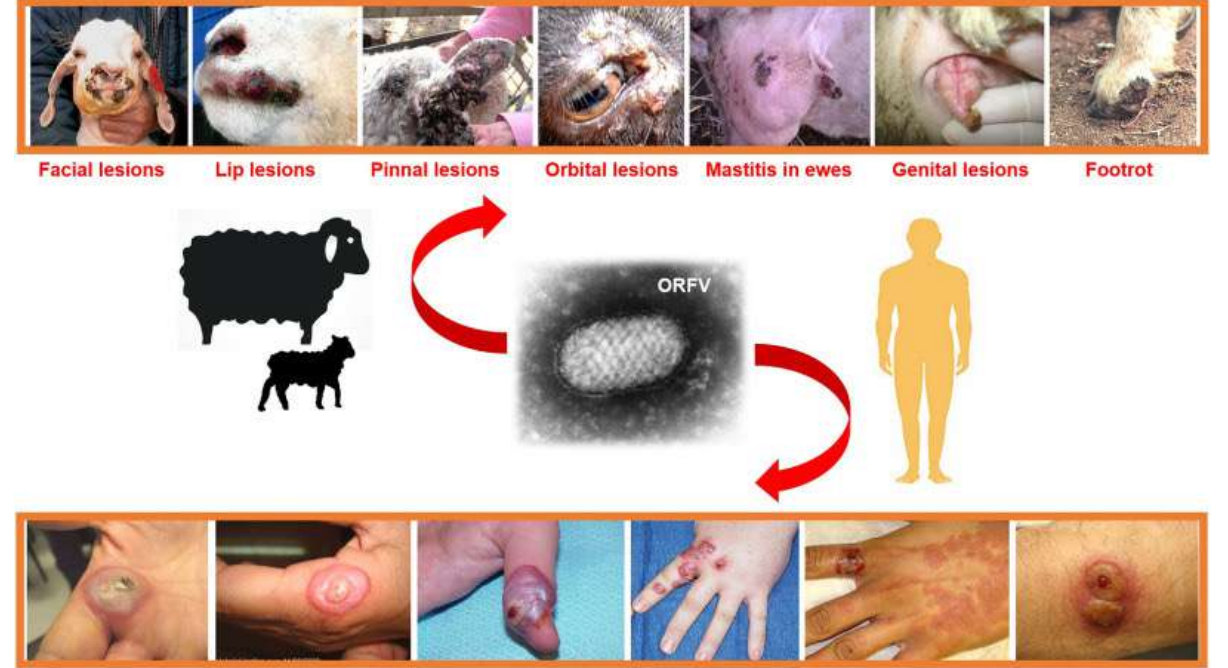 Facial lesions
Lip lesions
Pinnal lesions
Orbital lesions
Mastitis in ewes
Genital lesions
Footrot
ORFV